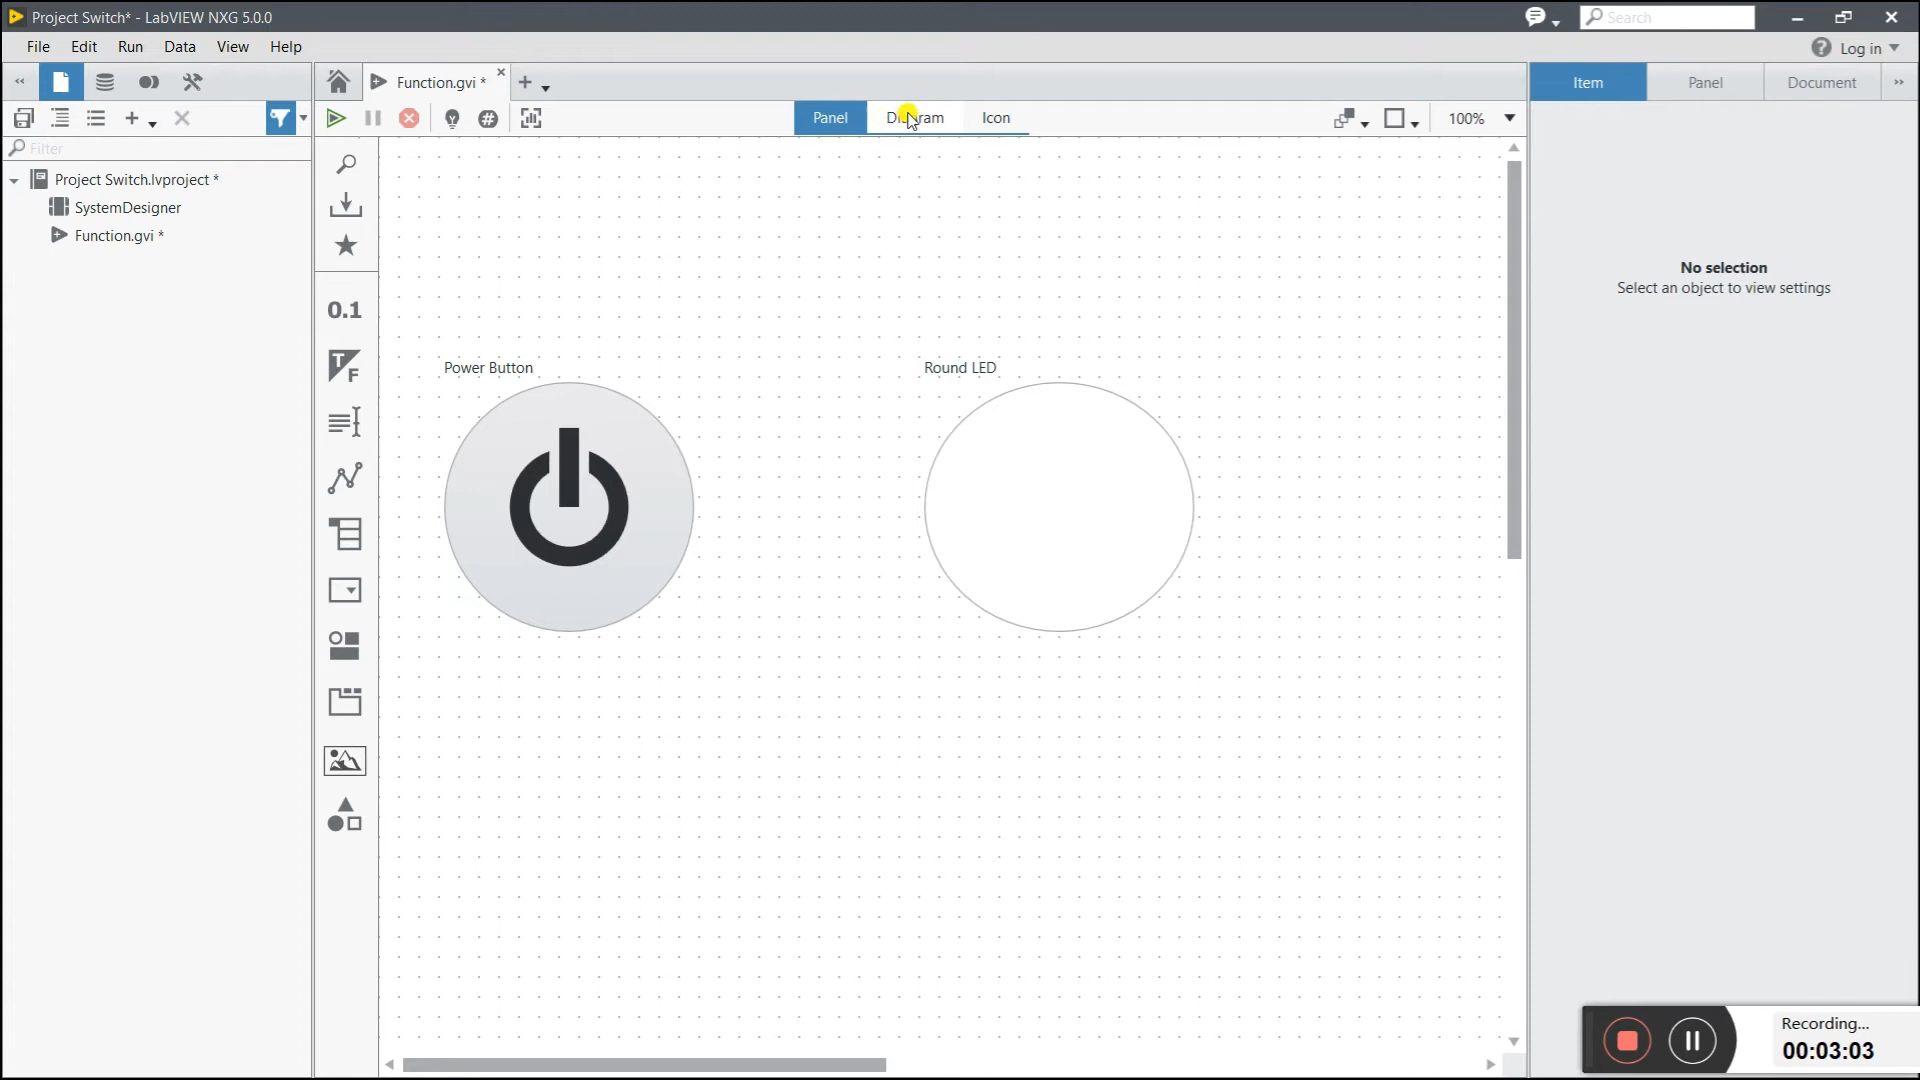 Project Switch* - LabVIEW NXG 5.0.0
Search
File Edit Run Data View Help
Log in
Function.gvi *
Item Panel Document
Panel Diagram Icon
100%
Filter
Project Switch.lvproject *
SystemDesigner
Function.gvi *
No selection
Select an object to view settings
0.1
T
F
Power Button
Round LED
Recording...
00:03:03